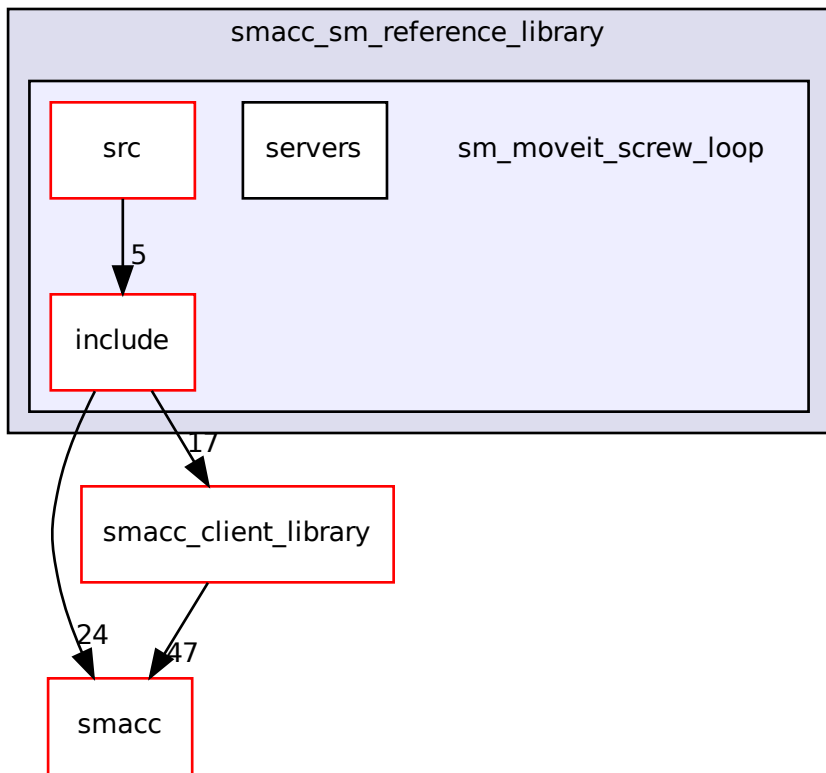 smacc_sm_reference_library
src
servers
sm_moveit_screw_loop
5
include
17
smacc_client_library
24
47
smacc